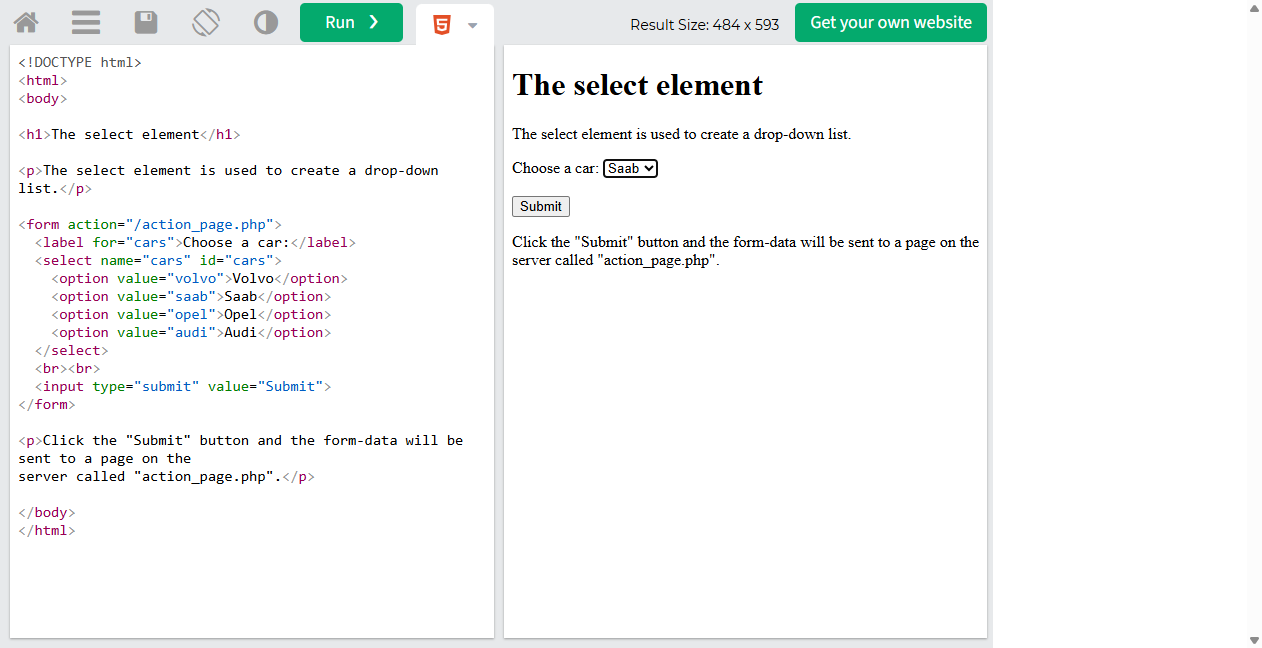 Run ❯
Result Size: 484 x 593
Get your own website
<!DOCTYPE html>
<html>
<body>
<h1>The select element</h1>
<p>The select element is used to create a drop-down
list.</p>
<form action="/action_page.php">
  <label for="cars">Choose a car:</label>
  <select name="cars" id="cars">
    <option value="volvo">Volvo</option>
    <option value="saab">Saab</option>
    <option value="opel">Opel</option>
    <option value="audi">Audi</option>
  </select>
  <br><br>
  <input type="submit" value="Submit">
</form>
<p>Click the "Submit" button and the form-data will be
sent to a page on the
server called "action_page.php".</p>
</body>
</html>
The select element
The select element is used to create a drop-down list.
Choose a car: Saab
Submit
Click the "Submit" button and the form-data will be sent to a page on the
server called "action_page.php".